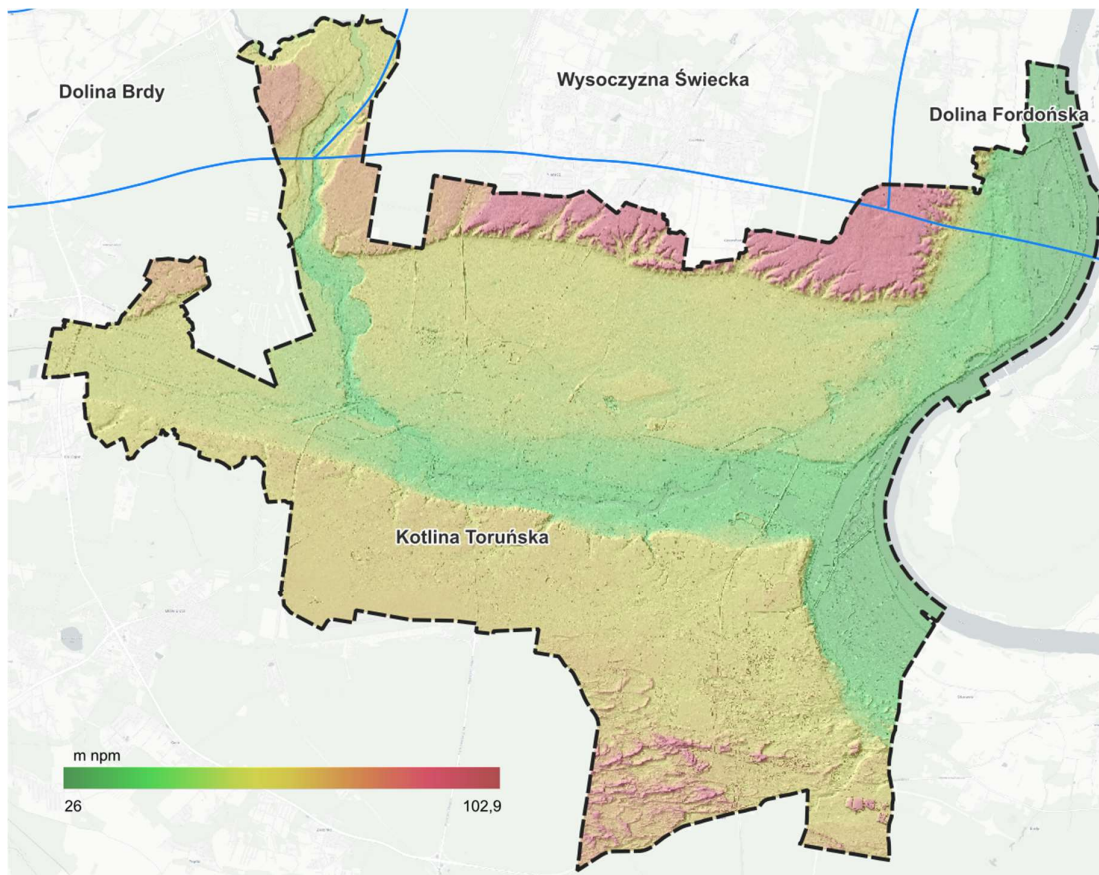 Wysoczyzna Świecka
Dolina Brdy
Dolina Fordońska
Kotlina Toruńska
m npm
26
102,9